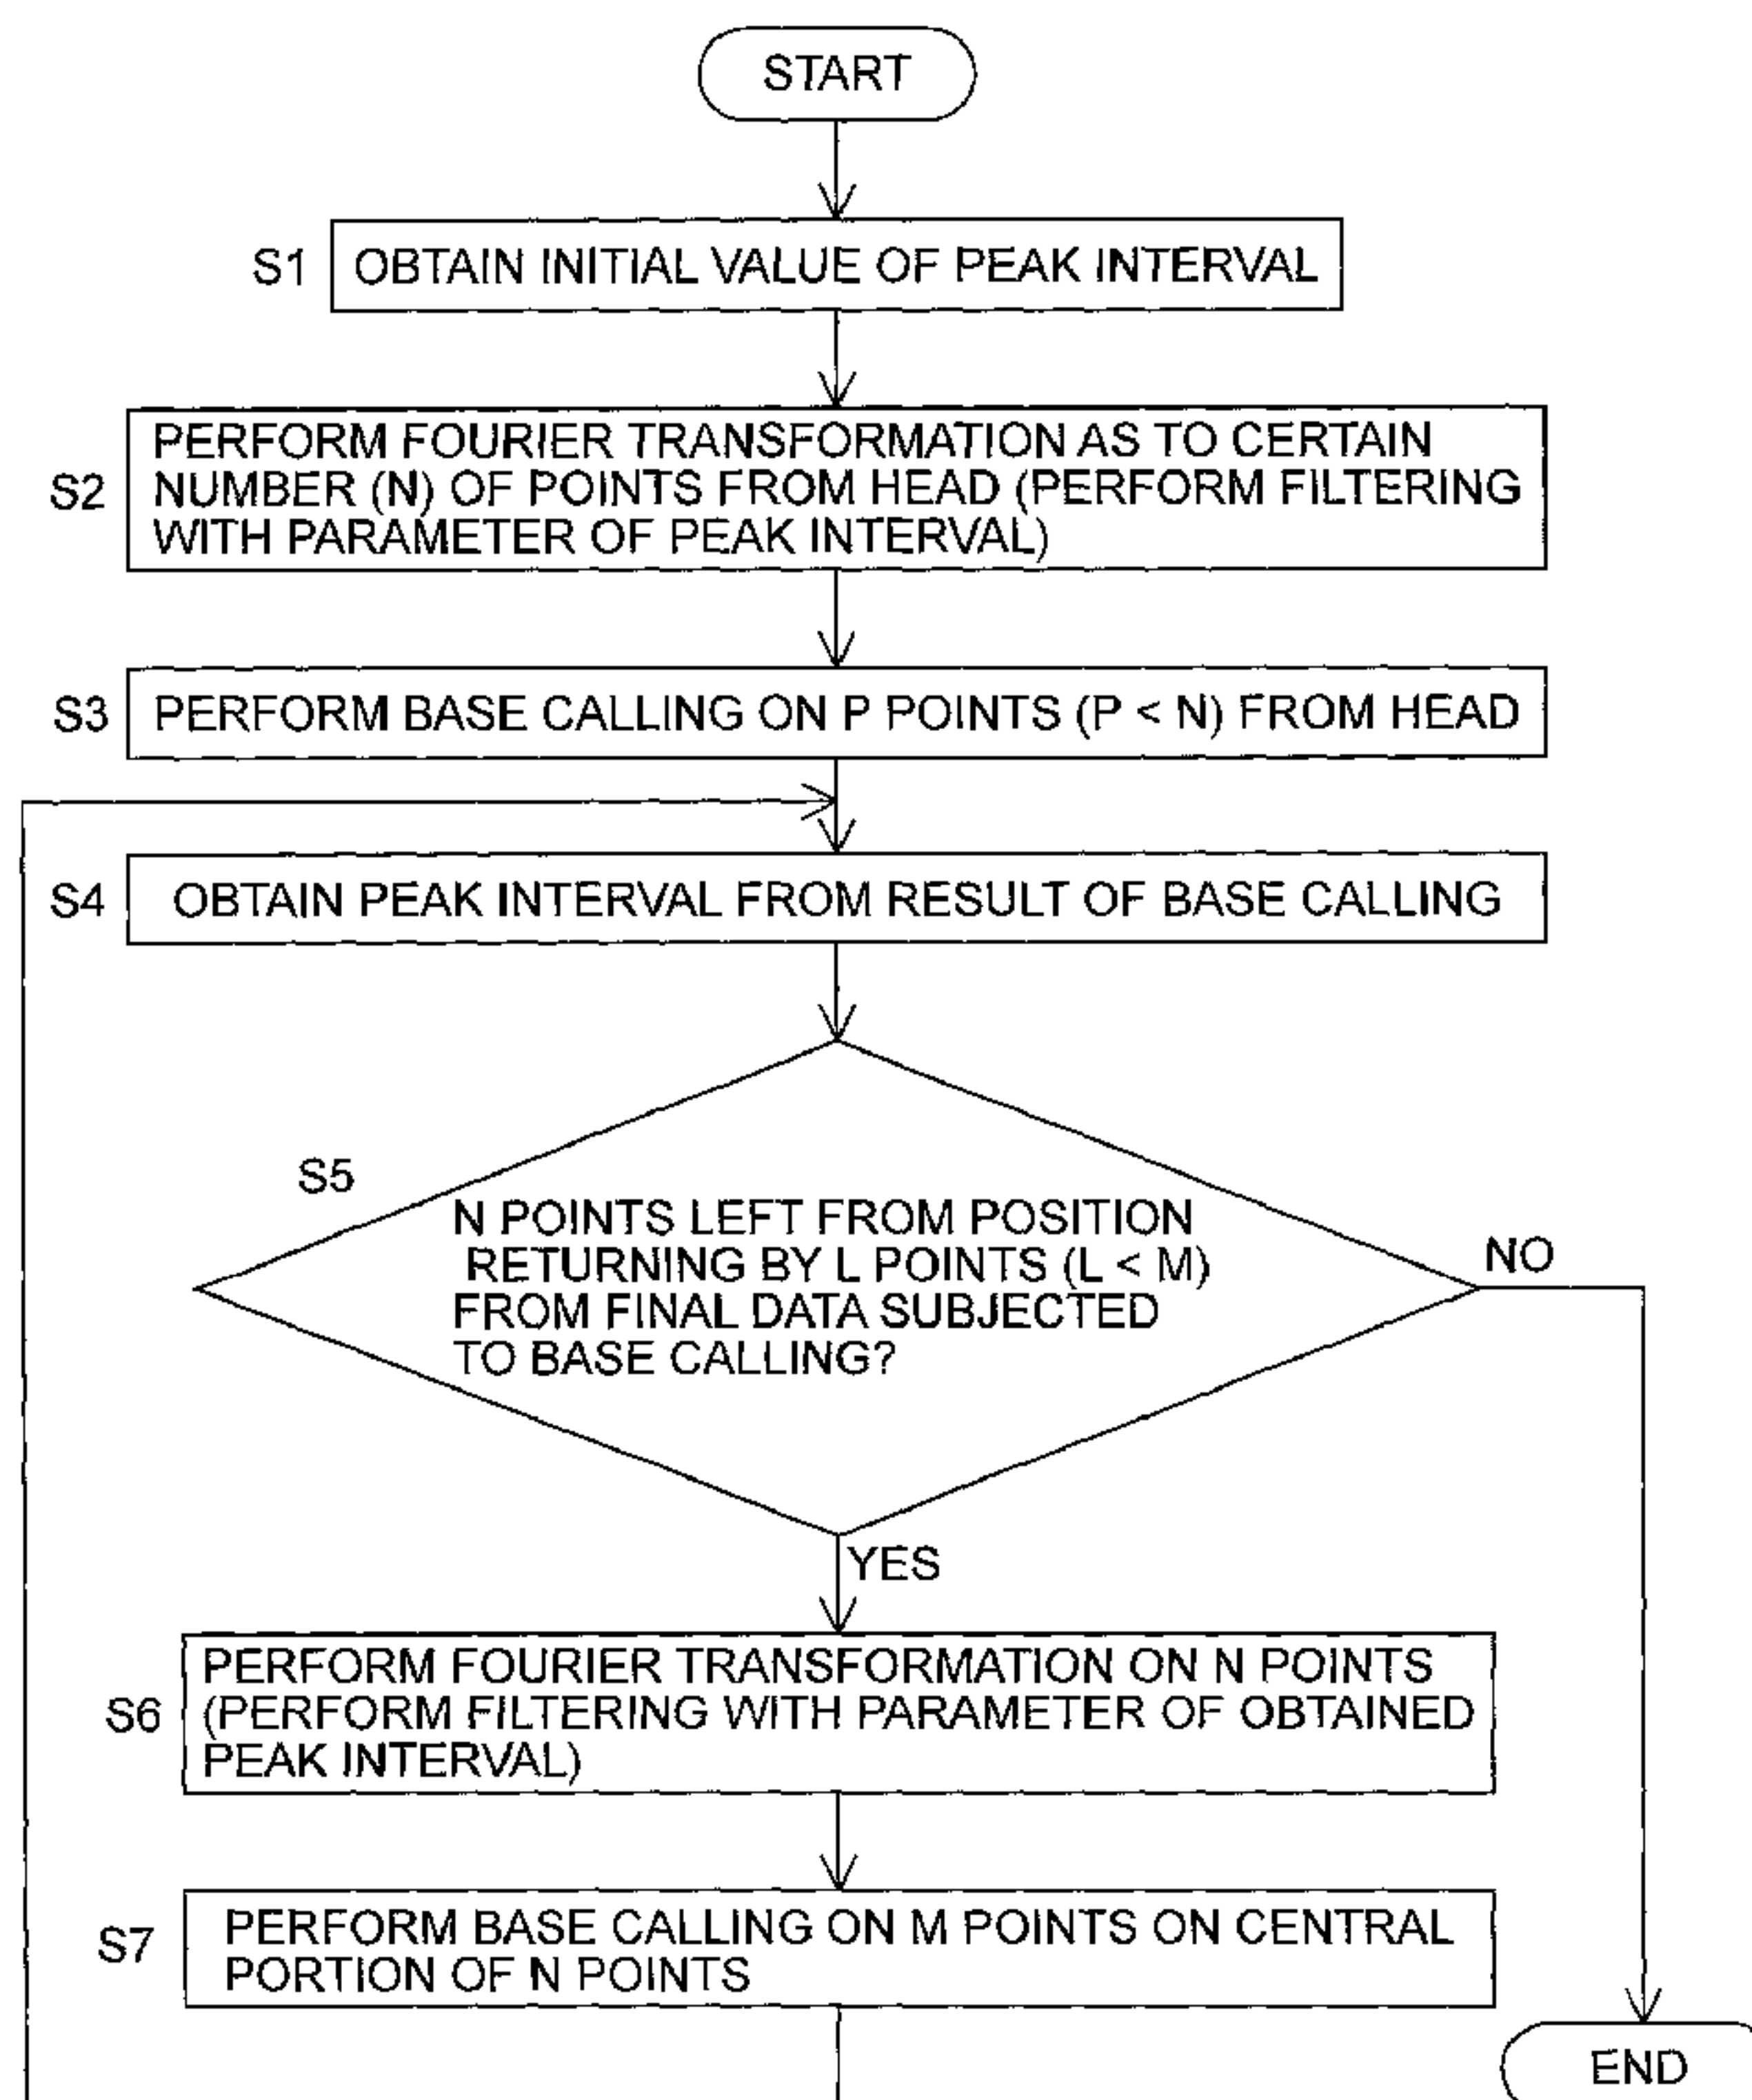 START
S1
OBTAIN INITIAL VALUE OF PEAK INTERVAL
S2
PERFORM FOURIER TRANSFORMATION AS TO CERTAIN
NUMBER (N) OF POINTS FROM HEAD (PERFORM FILTERING
WITH PARAMETER OF PEAK INTERVAL)
S3
PERFORM BASE CALLING ON P POINTS (P < N) FROM HEAD
S4
OBTAIN PEAK INTERVAL FROM RESULT OF BASE CALLING
S5
N POINTS LEFT FROM POSITION
RETURNING BY L POINTS (L < M)
FROM FINAL DATA SUBJECTED
TO BASE CALLING?
NO
YES
S6
PERFORM FOURIER TRANSFORMATION ON N POINTS
(PERFORM FILTERING WITH PARAMETER OF OBTAINED
PEAK INTERVAL)
S7
PERFORM BASE CALLING ON M POINTS ON CENTRAL
PORTION OF N POINTS
END